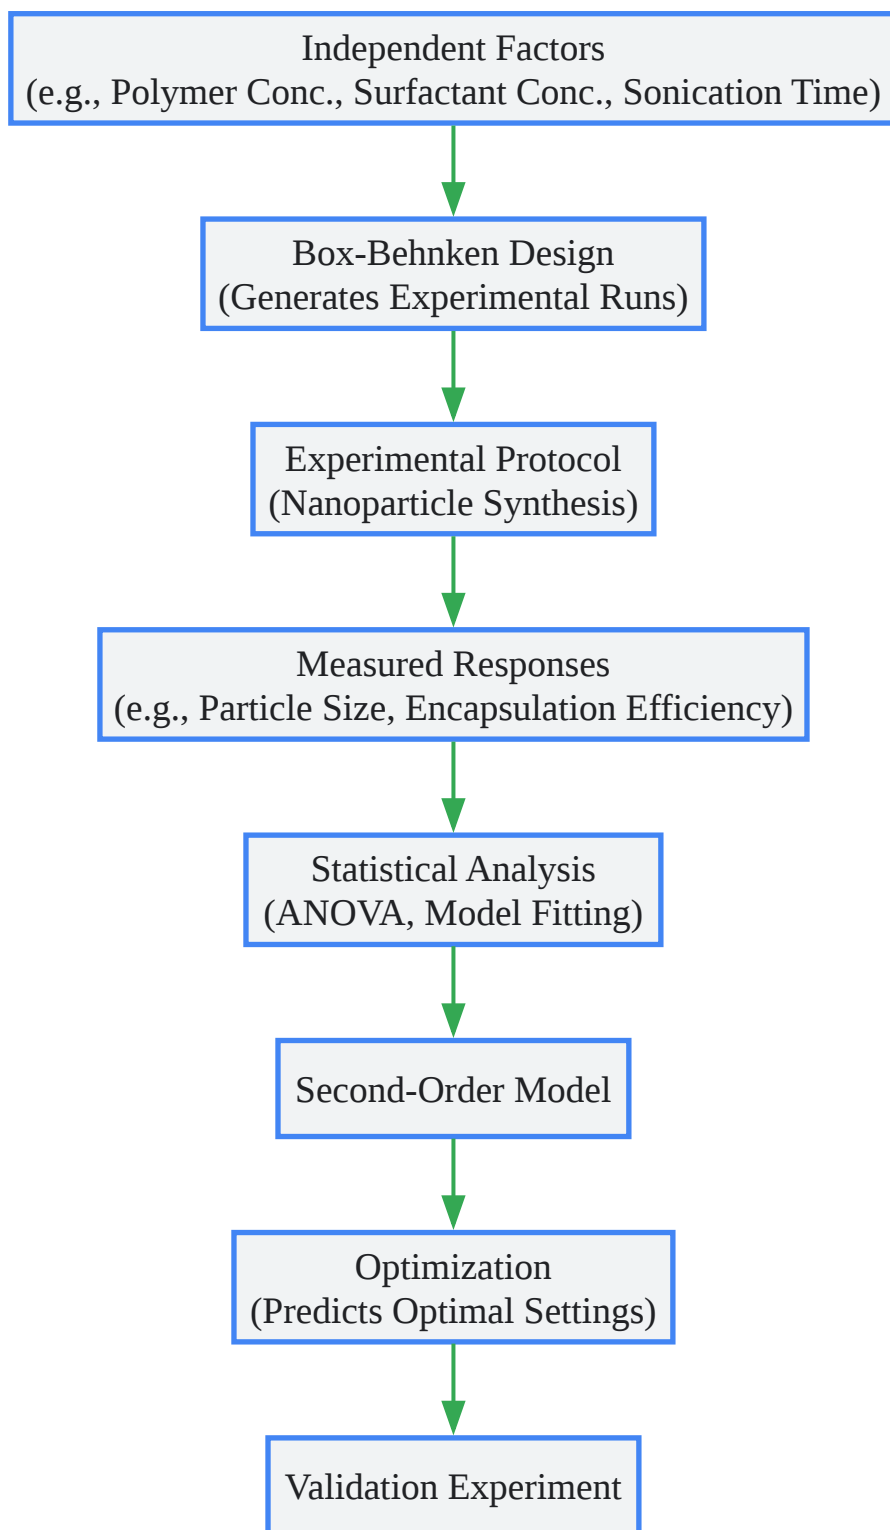 Independent Factors
(e.g., Polymer Conc., Surfactant Conc., Sonication Time)
Box-Behnken Design
(Generates Experimental Runs)
Experimental Protocol
(Nanoparticle Synthesis)
Measured Responses
(e.g., Particle Size, Encapsulation Efficiency)
Statistical Analysis
(ANOVA, Model Fitting)
Second-Order Model
Optimization
(Predicts Optimal Settings)
Validation Experiment